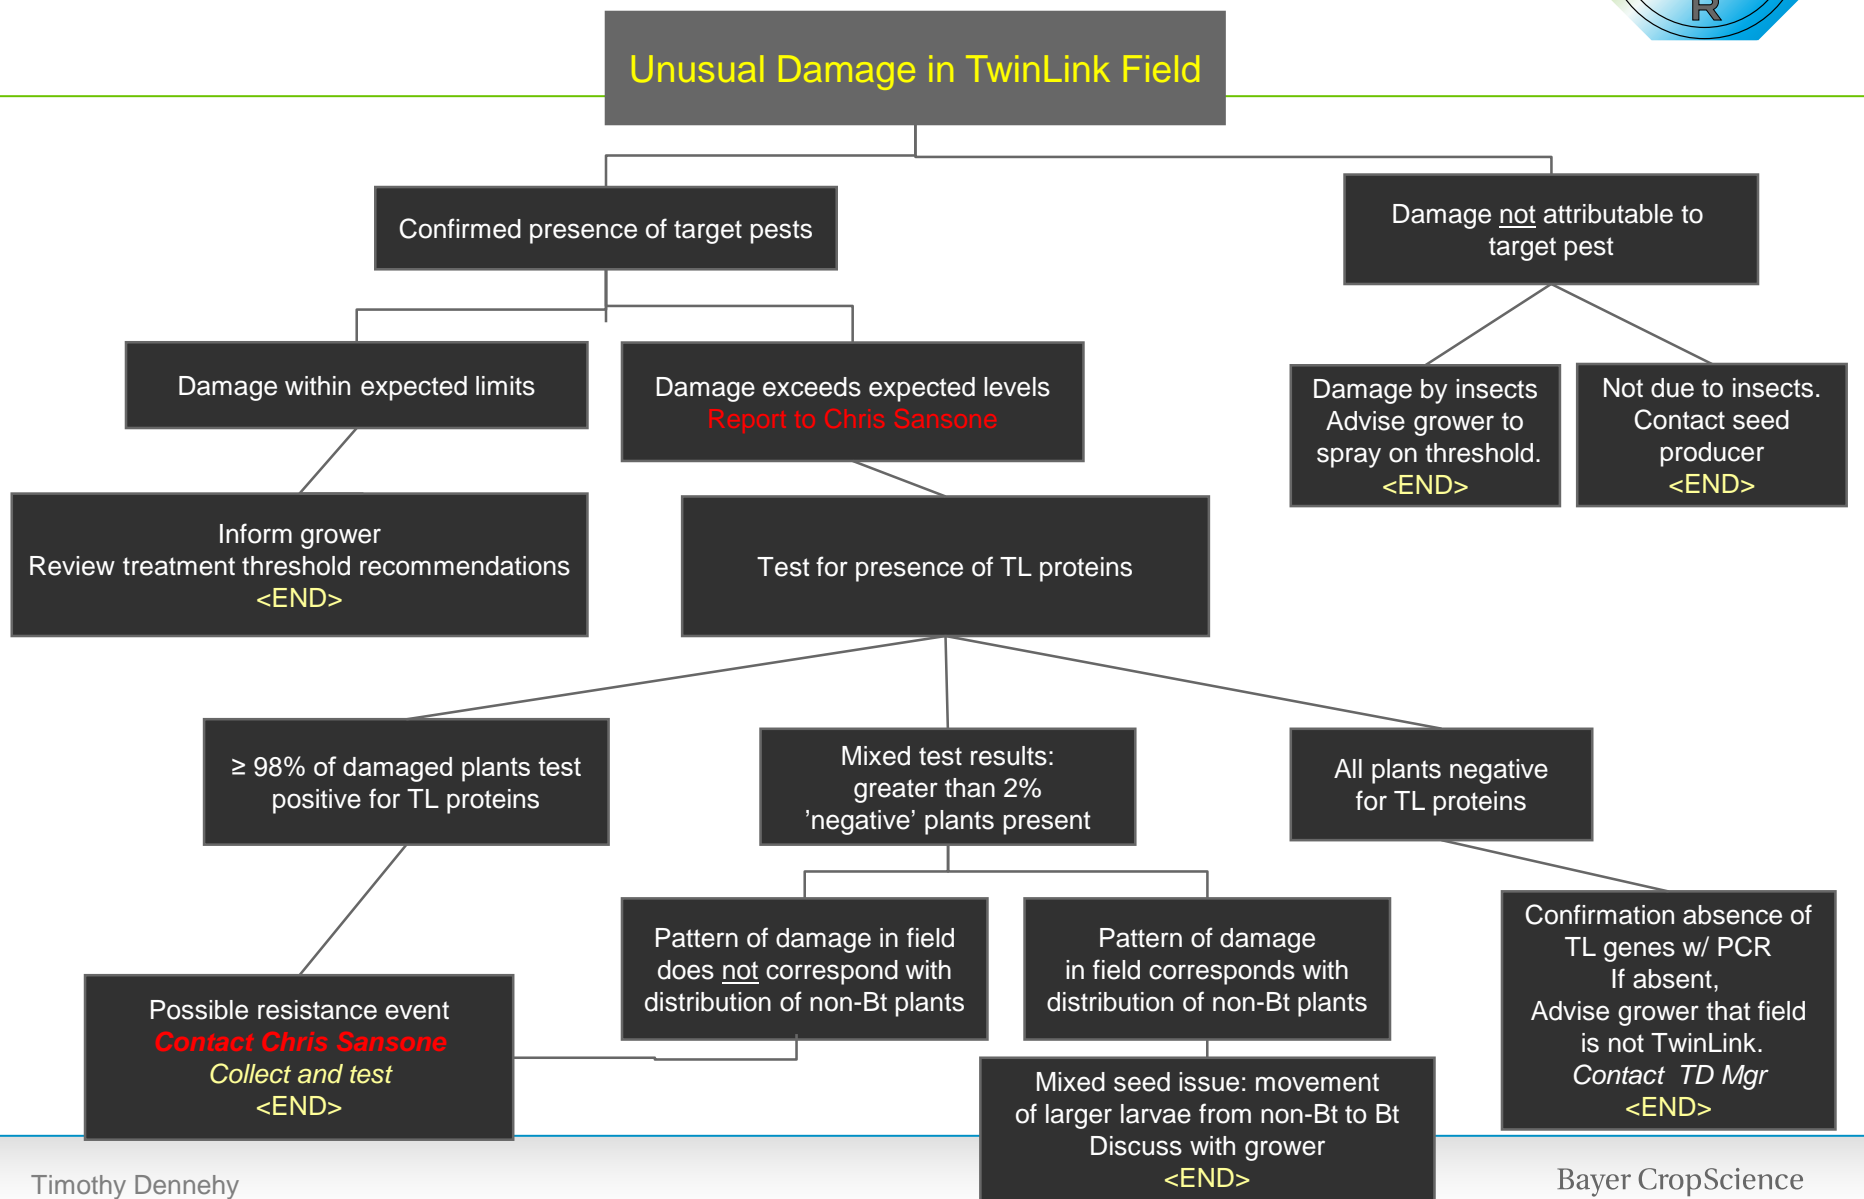 R
Unusual Damage in TwinLink Field
Confirmed presence of target pests
Damage not attributable to
target pest
Damage within expected limits
Damage exceeds expected levels
Report to Chris Sansone
Damage by insects
Advise grower to
spray on threshold.
<END>
Not due to insects.
Contact seed
producer
<END>
Inform grower
Review treatment threshold recommendations
<END>
Test for presence of TL proteins
≥ 98% of damaged plants test
positive for TL proteins
Mixed test results:
greater than 2%
’negative’ plants present
All plants negative
for TL proteins
Pattern of damage in field
does not correspond with
distribution of non-Bt plants
Pattern of damage
in field corresponds with
distribution of non-Bt plants
Confirmation absence of
TL genes w/ PCR
If absent,
Advise grower that field
is not TwinLink.
Contact TD Mgr
<END>
Possible resistance event
Contact Chris Sansone
Collect and test
<END>
Mixed seed issue: movement
of larger larvae from non-Bt to Bt
Discuss with grower
<END>
Timothy Dennehy
Bayer CropScience